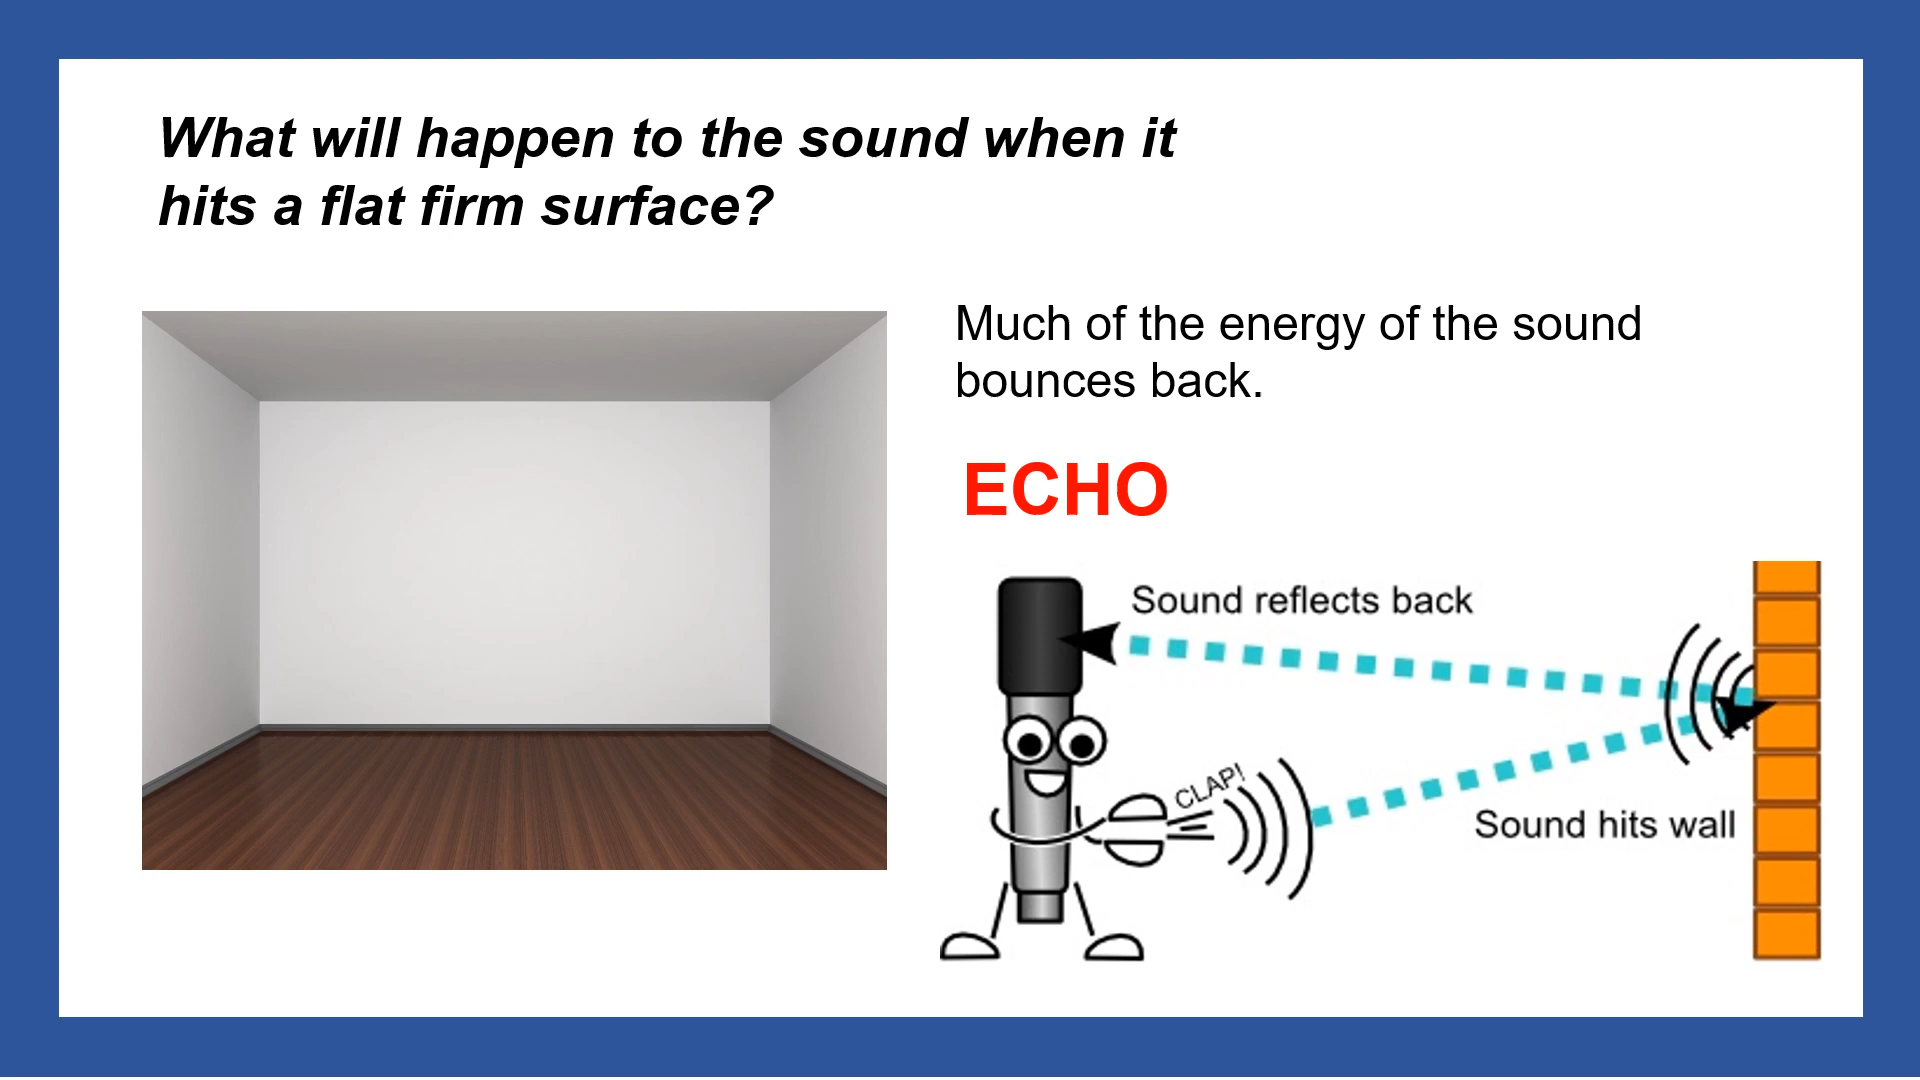 What will happen to the sound when it
hits a flat firm surface?
Much of the energy of the sound
bounces back.
ECHO
Sound reflects back
CLAP!
Sound hits wall